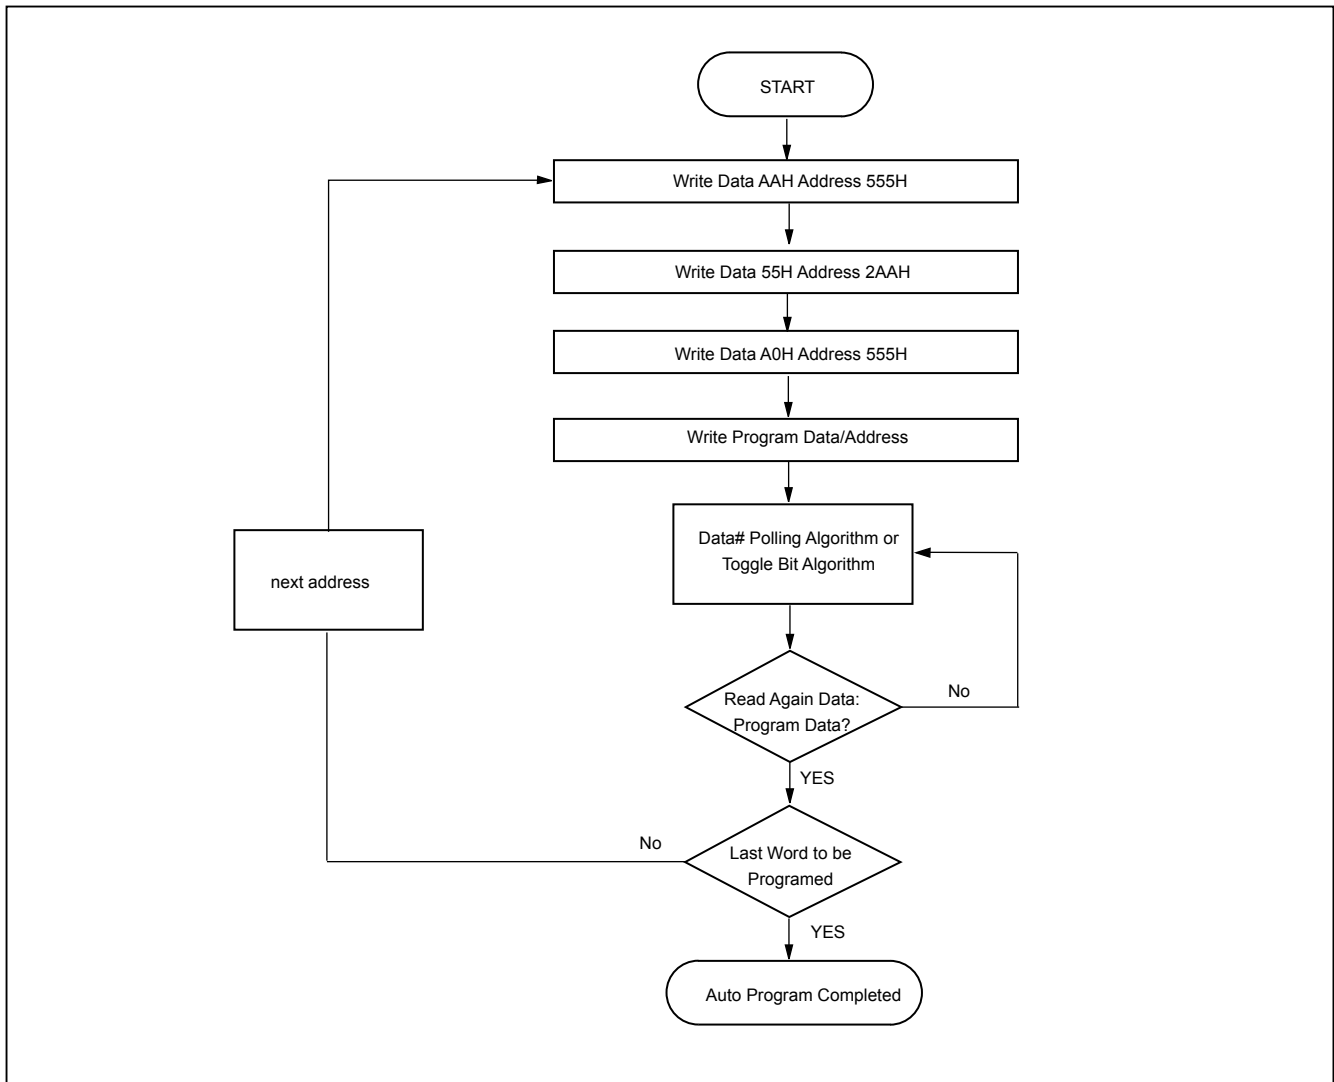 START
Write Data AAH Address 555H
Write Data 55H Address 2AAH
Write Data A0H Address 555H
Write Program Data/Address
Data# Polling Algorithm or
Toggle Bit Algorithm
next address
Read Again Data:
Program Data?
No
YES
No
Last Word to be
Programed
YES
Auto Program Completed